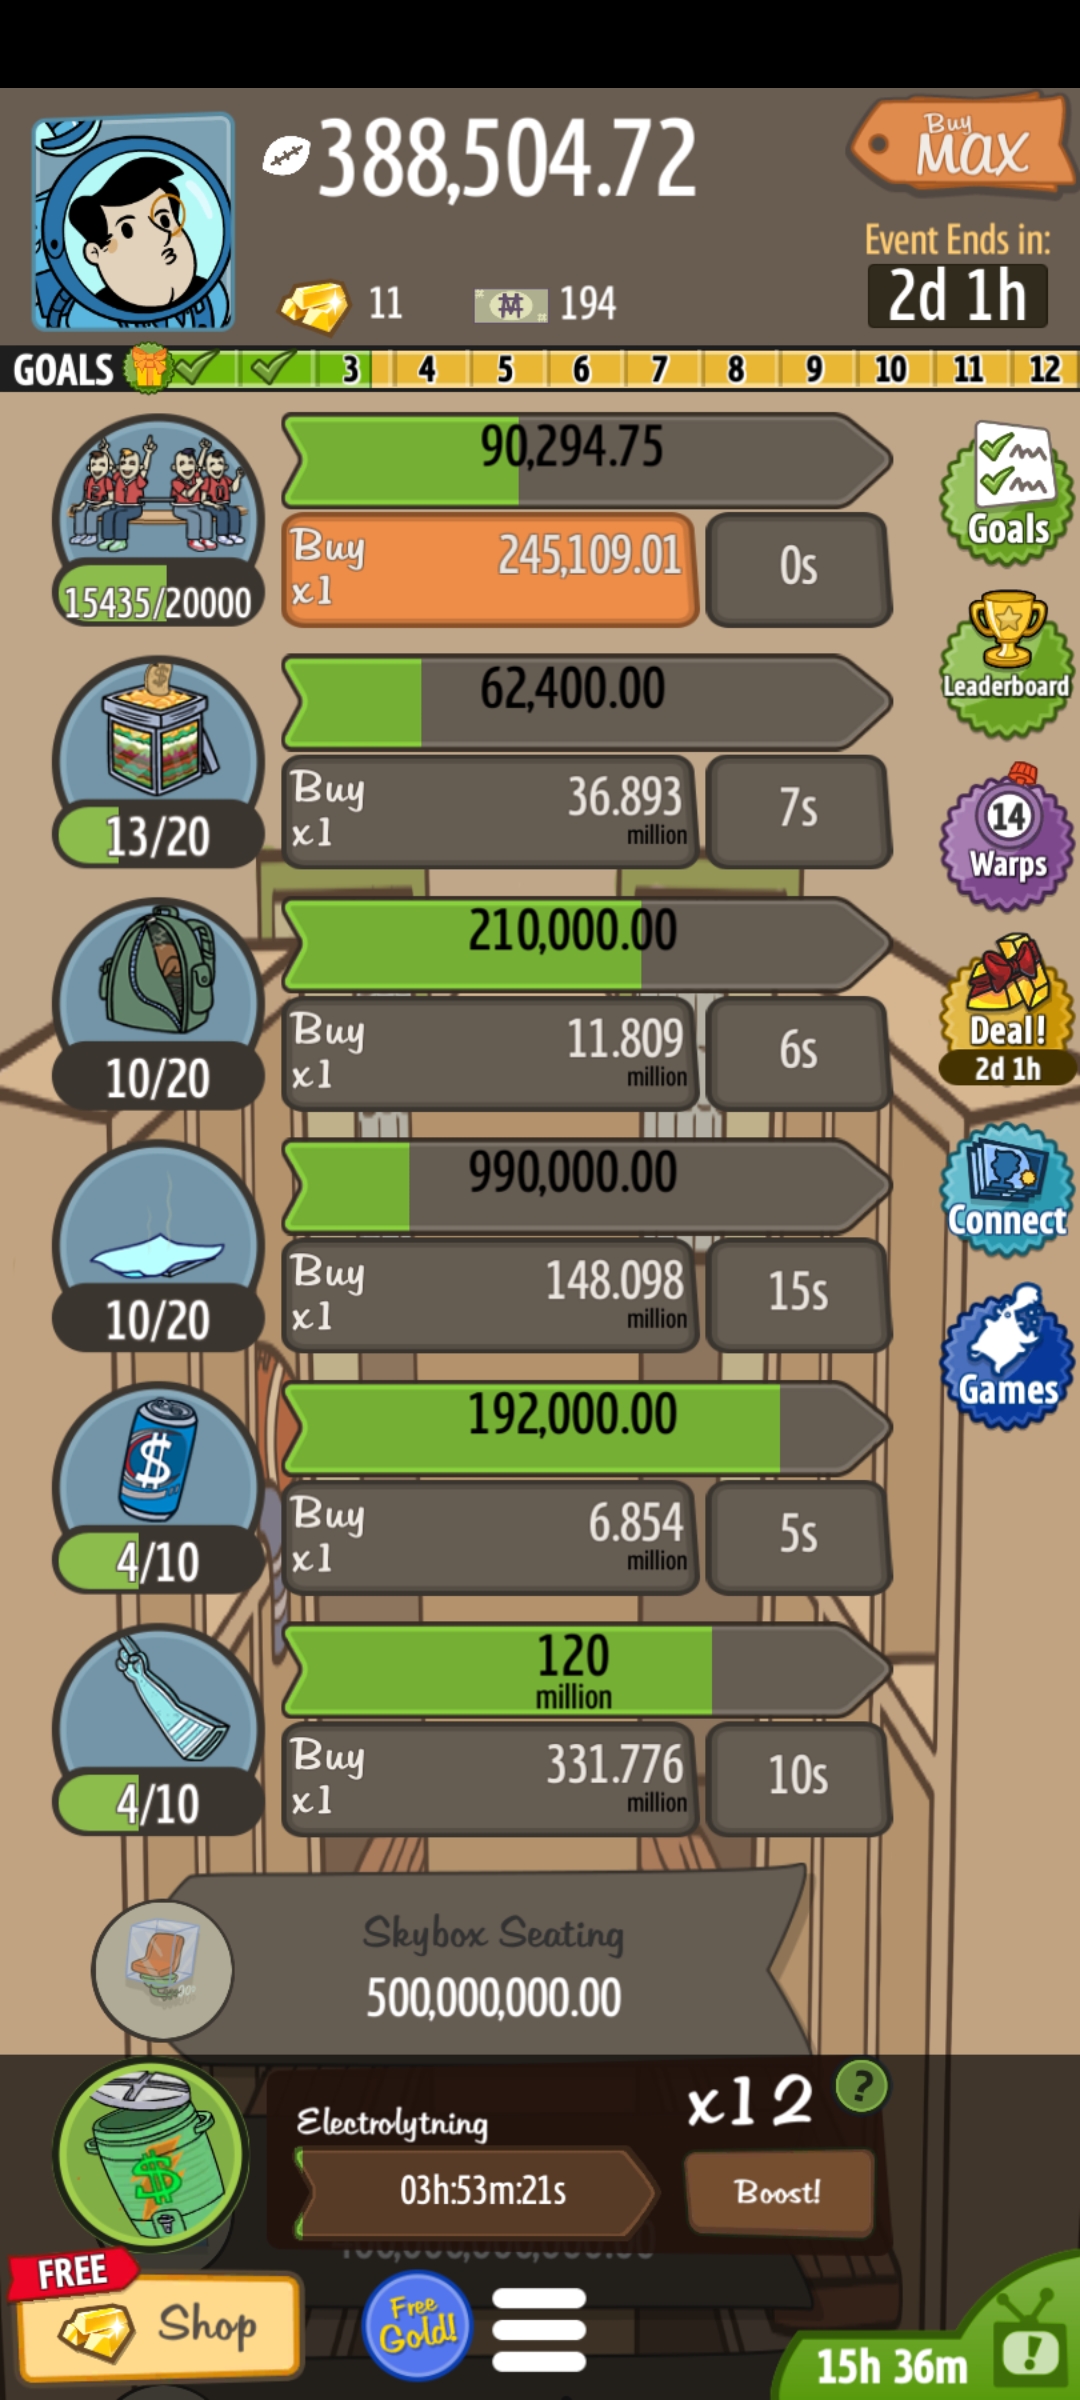 388,504.72
Buy
MAX
11
194
Event Ends in:
2d 1h
GOALS 3 4 5 6 7 8 9 10 11 12
90,294.75
Buy
x1
245,109.01
0s
15435/20000
Goals
Leaderboard
62,400.00
Buy
x1
36.893
million
7s
13/20
14
Warps
210,000.00
Buy
x1
11.809
million
6s
10/20
Deal!
2d 1h
990,000.00
Buy
x1
148.098
million
15s
10/20
Connect
Games
192,000.00
$
Buy
x1
6.854
million
5s
4/10
120
million
Buy
x1
331.776
million
10s
4/10
Skybox Seating
500,000,000.00
Electrolytning
x12
?
$
03h:53m:21s
Boost!
FREE
Shop
Free
Gold!
15h 36m
!